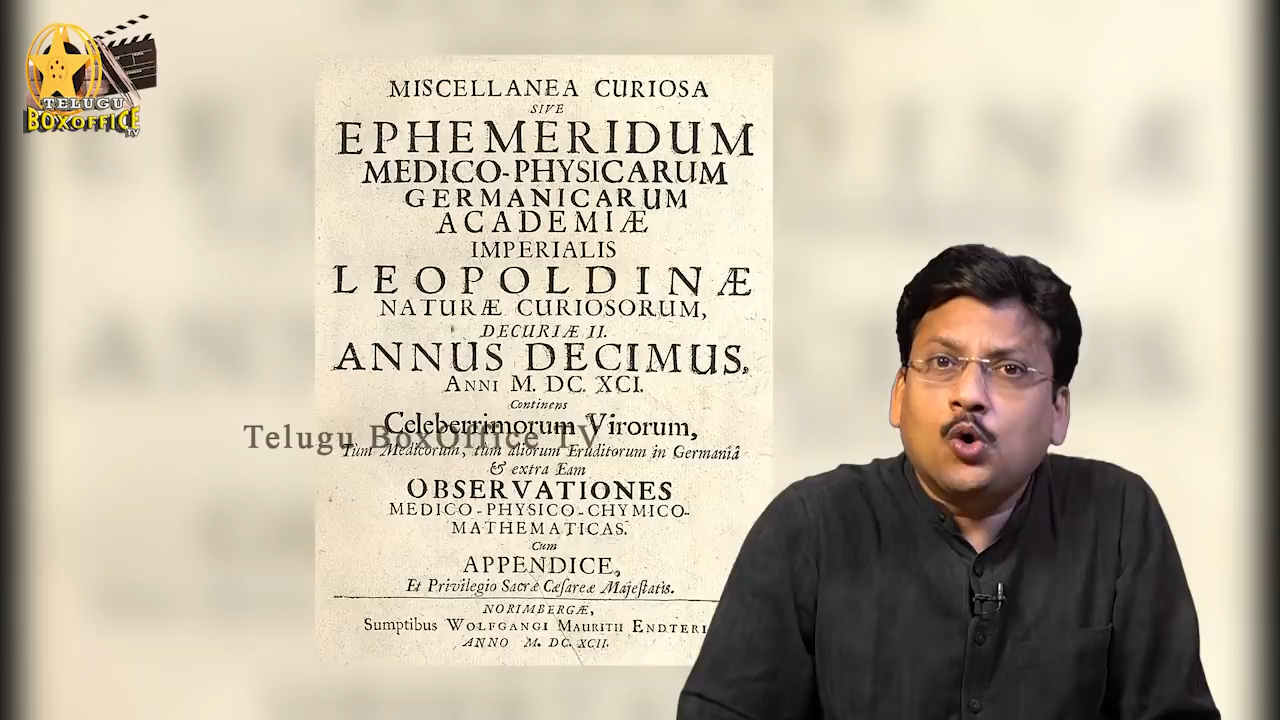 TELUGU
BOXOFFICE
TV
MISCELLANEA CURIOSA
SIVE
EPHEMERIDUM
MEDICO-PHYSICARUM
GERMANICARUM
ACADEMIÆ
IMPERIALIS
LEOPOLDINÆ
NATURÆ CURIOSORUM,
DECURIÆ II.
ANNUS DECIMUS,
ANNI M. DC. XCI.
Continens
Celeberrimorum Virorum,
Telugu BoxOffice TV
Tum Medicorum, tum aliorum Eruditorum in Germaniâ
& extra Eam
OBSERVATIONES
MEDICO-PHYSICO-CHYMICO-
MATHEMATICAS.
Cum
APPENDICE,
Et Privilegio Sacræ Cæſareæ Majeſtatis.
NORIMBERGÆ,
Sumptibus WOLFGANGI MAURITII ENDTERI
ANNO M. DC. XCII.